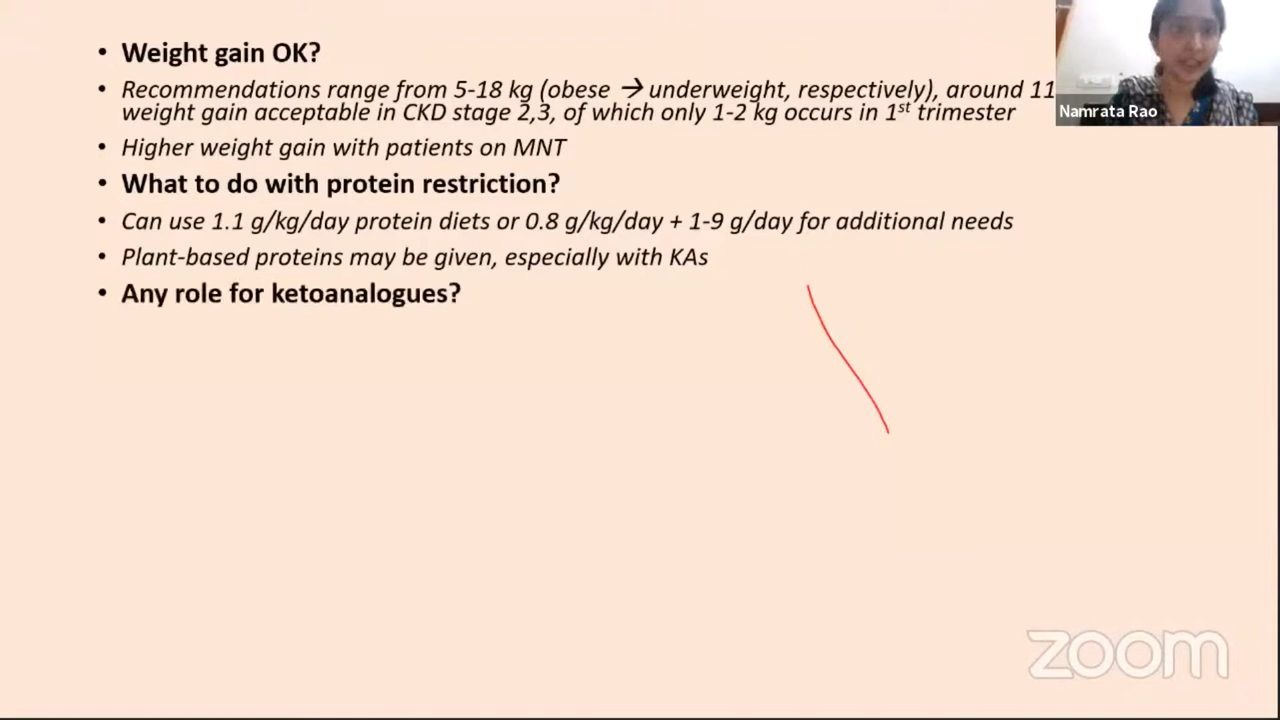 • Weight gain OK?
• Recommendations range from 5-18 kg (obese → underweight, respectively), around 11
weight gain acceptable in CKD stage 2,3, of which only 1-2 kg occurs in 1st trimester
• Higher weight gain with patients on MNT
• What to do with protein restriction?
• Can use 1.1 g/kg/day protein diets or 0.8 g/kg/day + 1-9 g/day for additional needs
• Plant-based proteins may be given, especially with KAs
• Any role for ketoanalogues?
Namrata Rao
zoom